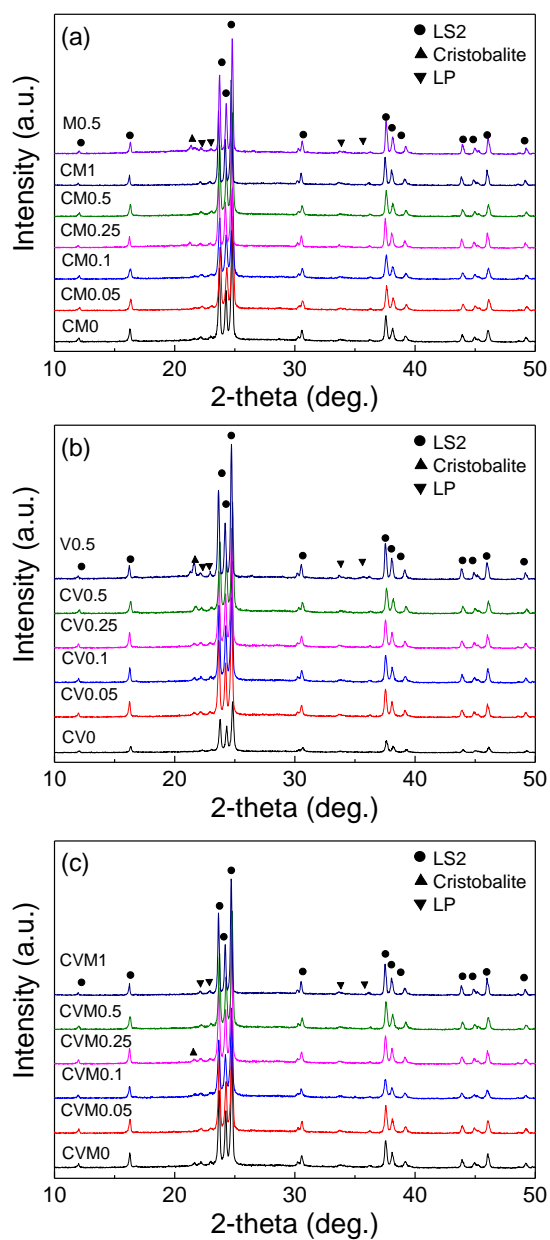 (a)
LS2
Cristobalite
LP
Intensity (a.u.)
M0.5
CM1
CM0.5
CM0.25
CM0.1
CM0.05
CM0
10 20 30 40 50
2-theta (deg.)
(b)
LS2
Cristobalite
LP
Intensity (a.u.)
V0.5
CV0.5
CV0.25
CV0.1
CV0.05
CV0
10 20 30 40 50
2-theta (deg.)
(c)
LS2
Cristobalite
LP
Intensity (a.u.)
CVM1
CVM0.5
CVM0.25
CVM0.1
CVM0.05
CVM0
10 20 30 40 50
2-theta (deg.)